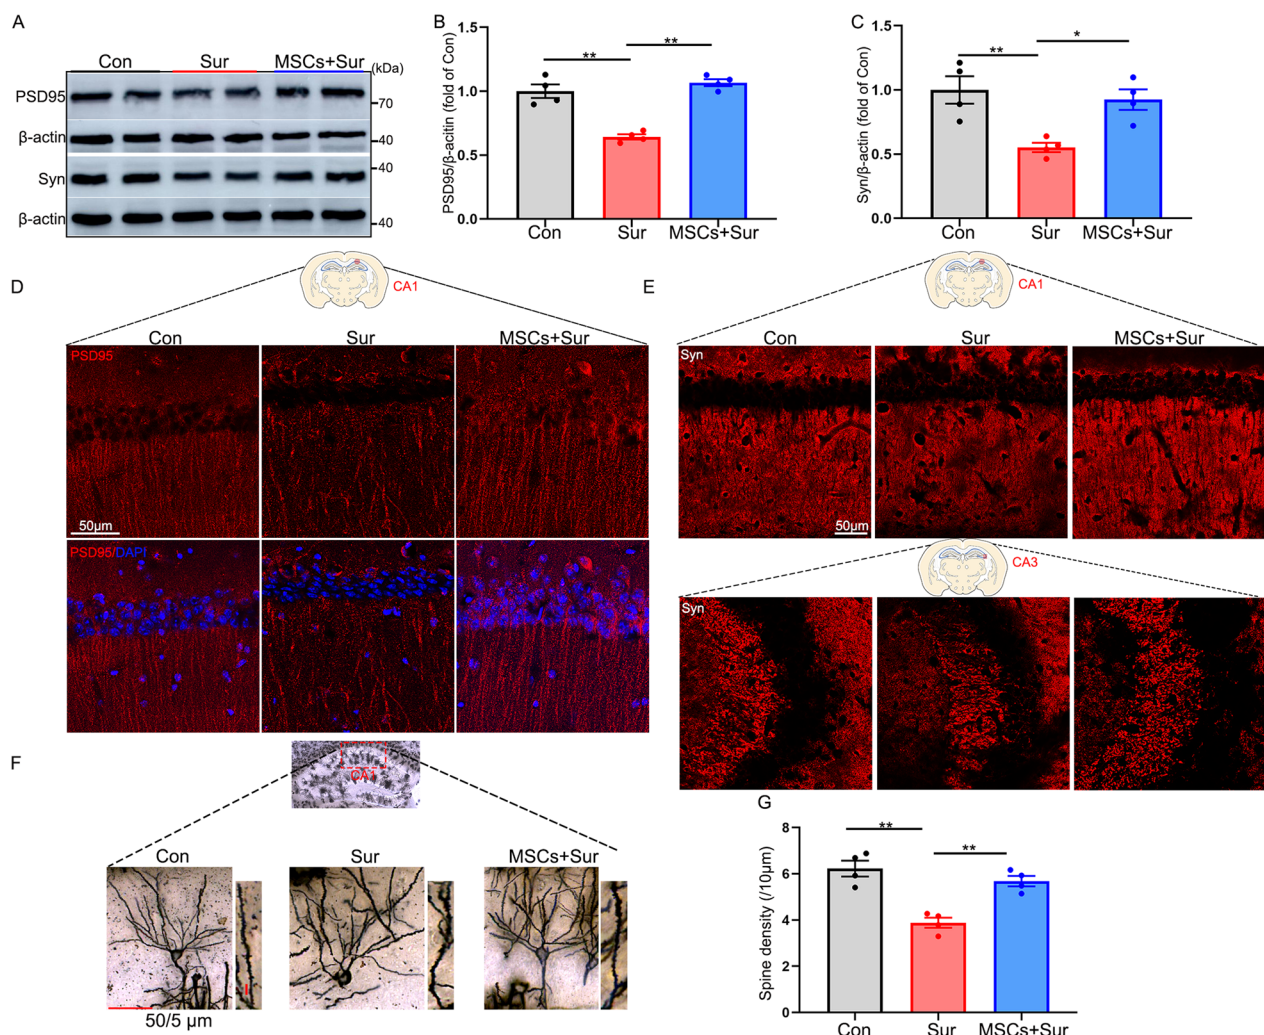 A
Con Sur MSCs+Sur (kDa)
PSD95
70
β-actin
40
40
Syn
β-actin
40
B
PSD95/β-acitin (fold of Con)
1.5
1.0
0.5
0.0
** **
Con Sur MSCs+Sur
C
Syn/β-actin (fold of Con)
1.5
1.0
0.5
0.0
** *
Con Sur MSCs+Sur
D
CA1
Con Sur MSCs+Sur
PSD95
50μm
PSD95/DAPI
E
CA1
Con Sur MSCs+Sur
Syn
50μm
CA3
Syn
F
CA1
Con Sur MSCs+Sur
50/5 μm
G
Spine density (/10μm)
8
6
4
2
0
** **
Con Sur MSCs+Sur